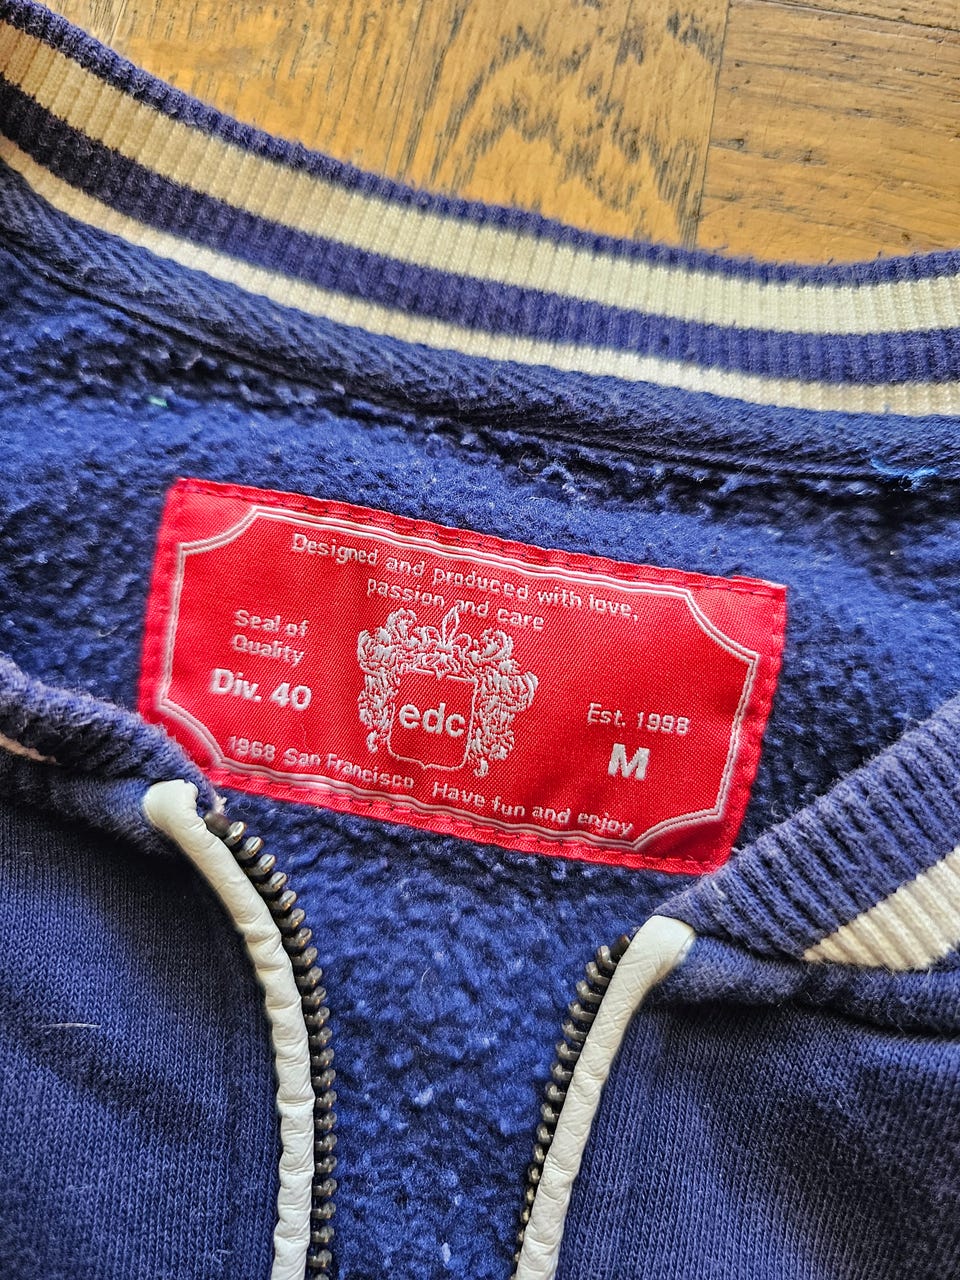 Designed and produced with love,
passion and care
Seal of
Quality
Div. 40
edc
Est. 1998
M
1968 San Francisco Have fun and enjoy